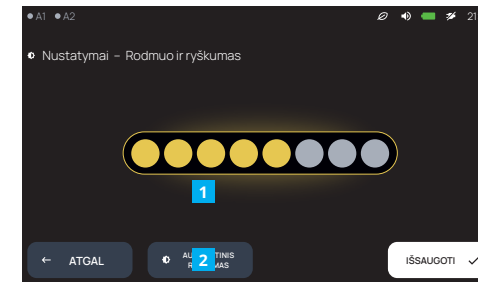 A1 A2 21
Nustatymai – Rodmuo ir ryškumas
1
ATGAL
2
IŠSAUGOTI